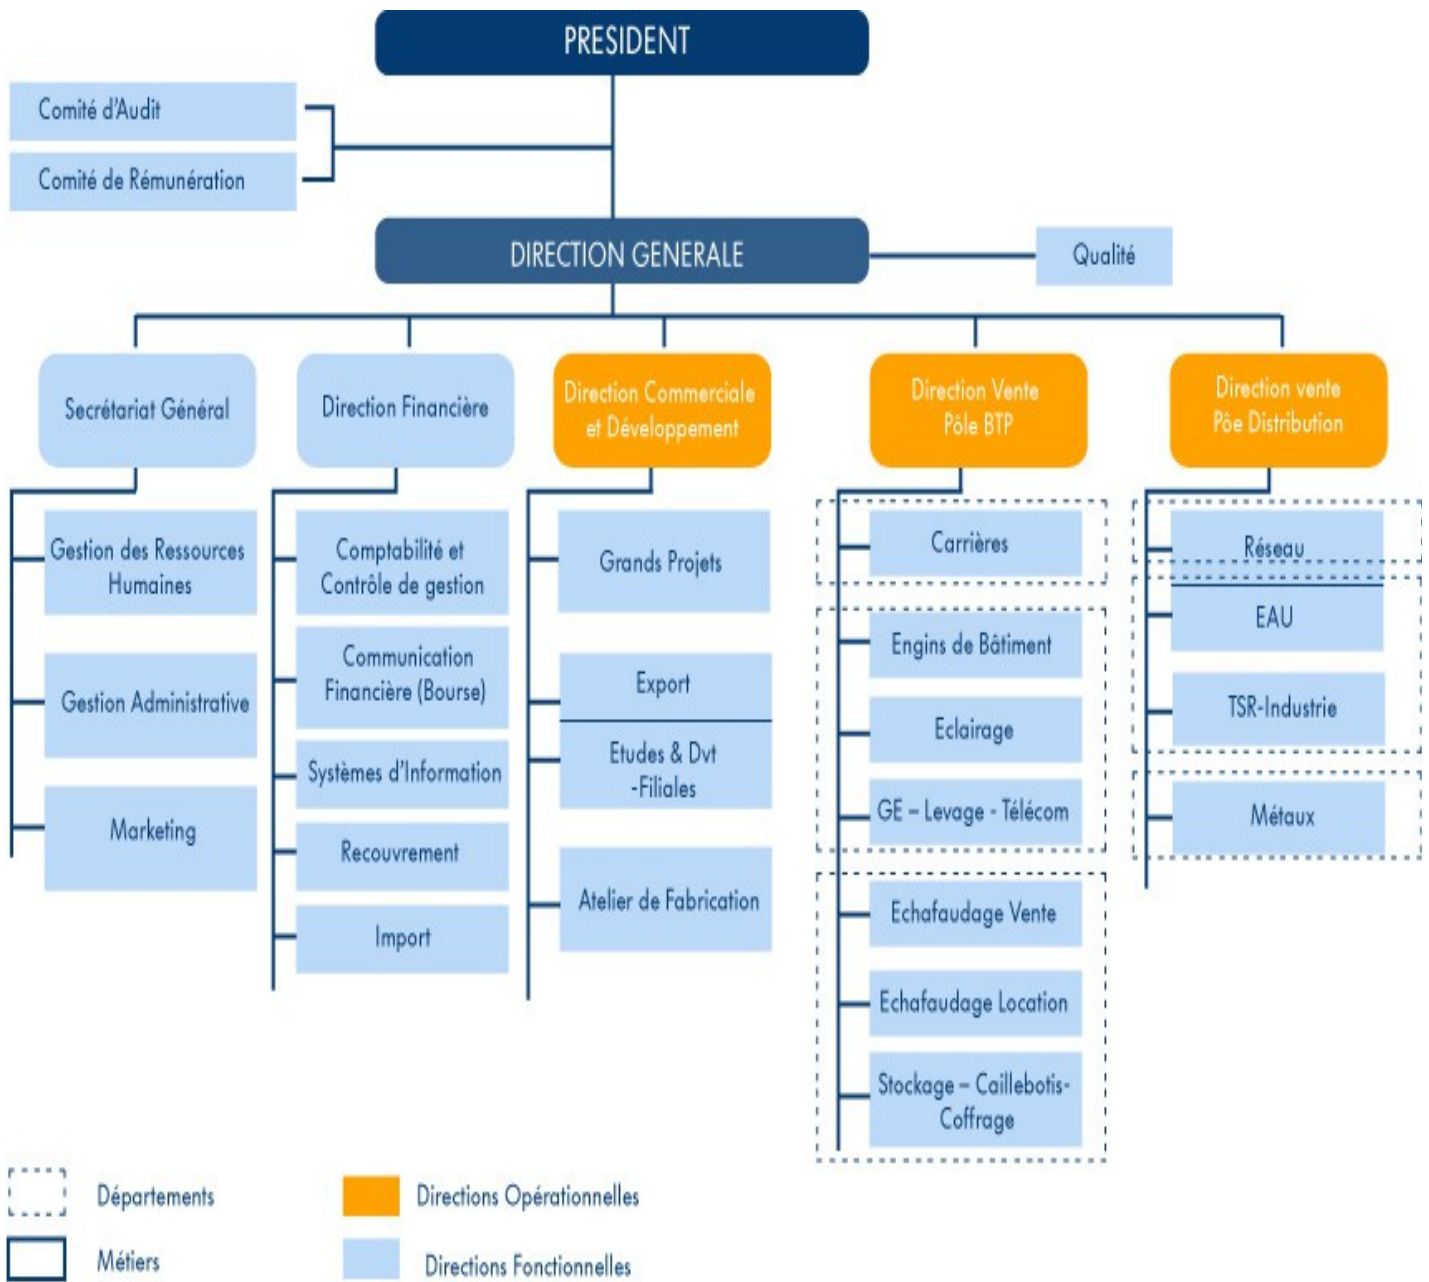 PRESIDENT
Comité d'Audit
Comité de Rémunération
DIRECTION GENERALE
Qualité
Secrétariat Général
Direction Financière
Direction Commerciale
et Développement
Direction Vente
Pôle BTP
Direction vente
Pôe Distribution
Gestion des Ressources
Humaines
Gestion Administrative
Marketing
Comptabilité et
Contrôle de gestion
Communication
Financière (Bourse)
Systèmes d'Information
Recouvrement
Import
Grands Projets
Export
Etudes & Dvt
-Filiales
Atelier de Fabrication
Carrières
Engins de Bâtiment
Eclairage
GE – Levage - Télécom
Echafaudage Vente
Echafaudage Location
Stockage – Caillebotis-
Coffrage
Réseau
EAU
TSR-Industrie
Métaux
Départements
Directions Opérationnelles
Métiers
Directions Fonctionnelles